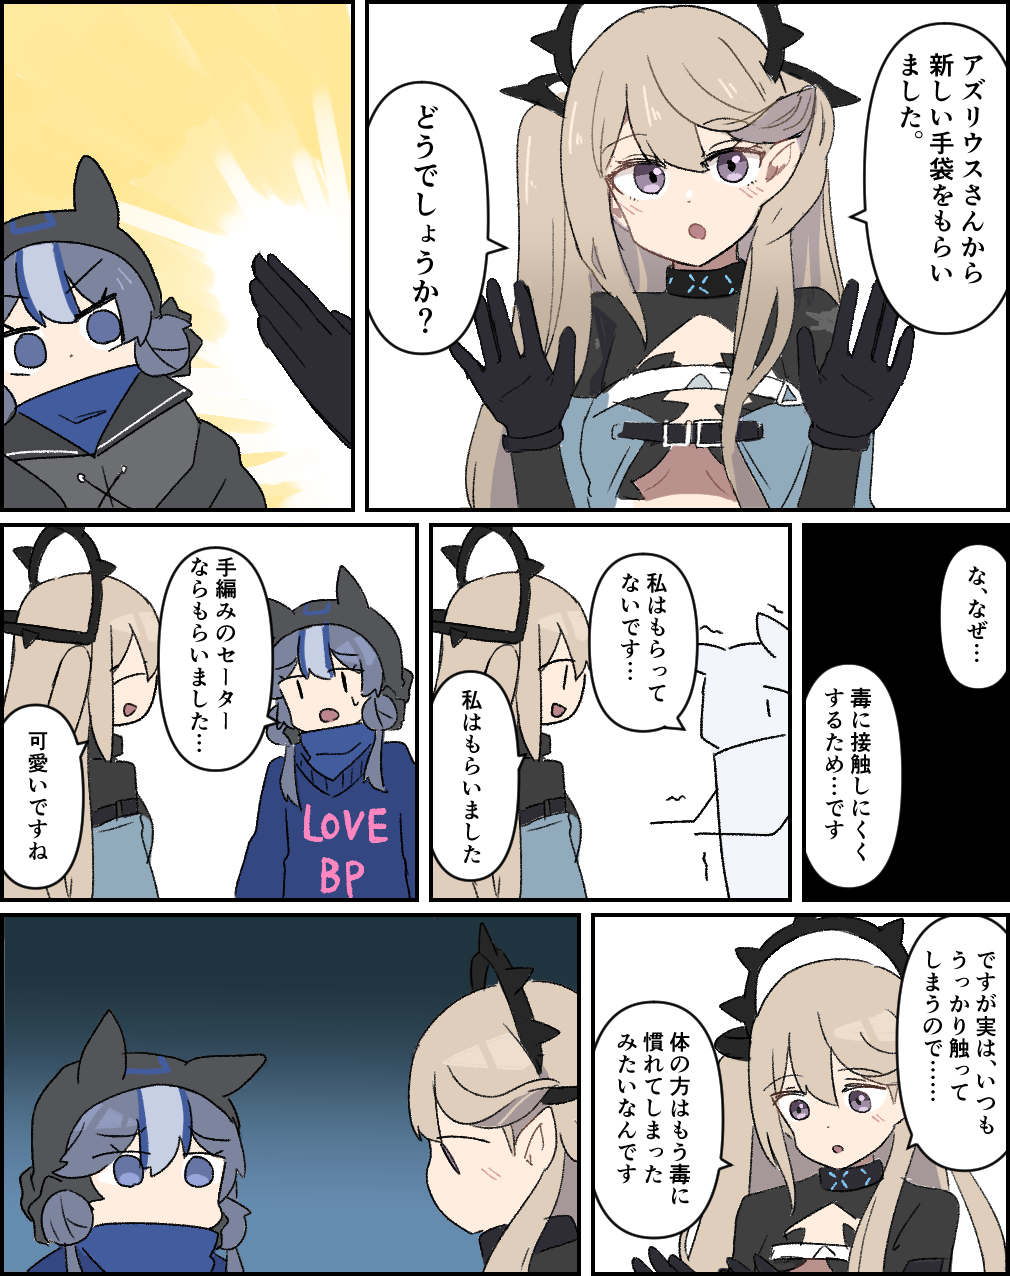 アズリウスさんから
新しい手袋をもらい
ました。
どうでしょうか？
な、なぜ…
毒に接触しにくく
するため…です
私はもらって
ないです…
私はもらいました
手編みのセーター
ならもらいました…
可愛いですね
LOVE
BP
ですが実は、いつも
うっかり触って
しまうので……
体の方はもう毒に
慣れてしまった
みたいなんです